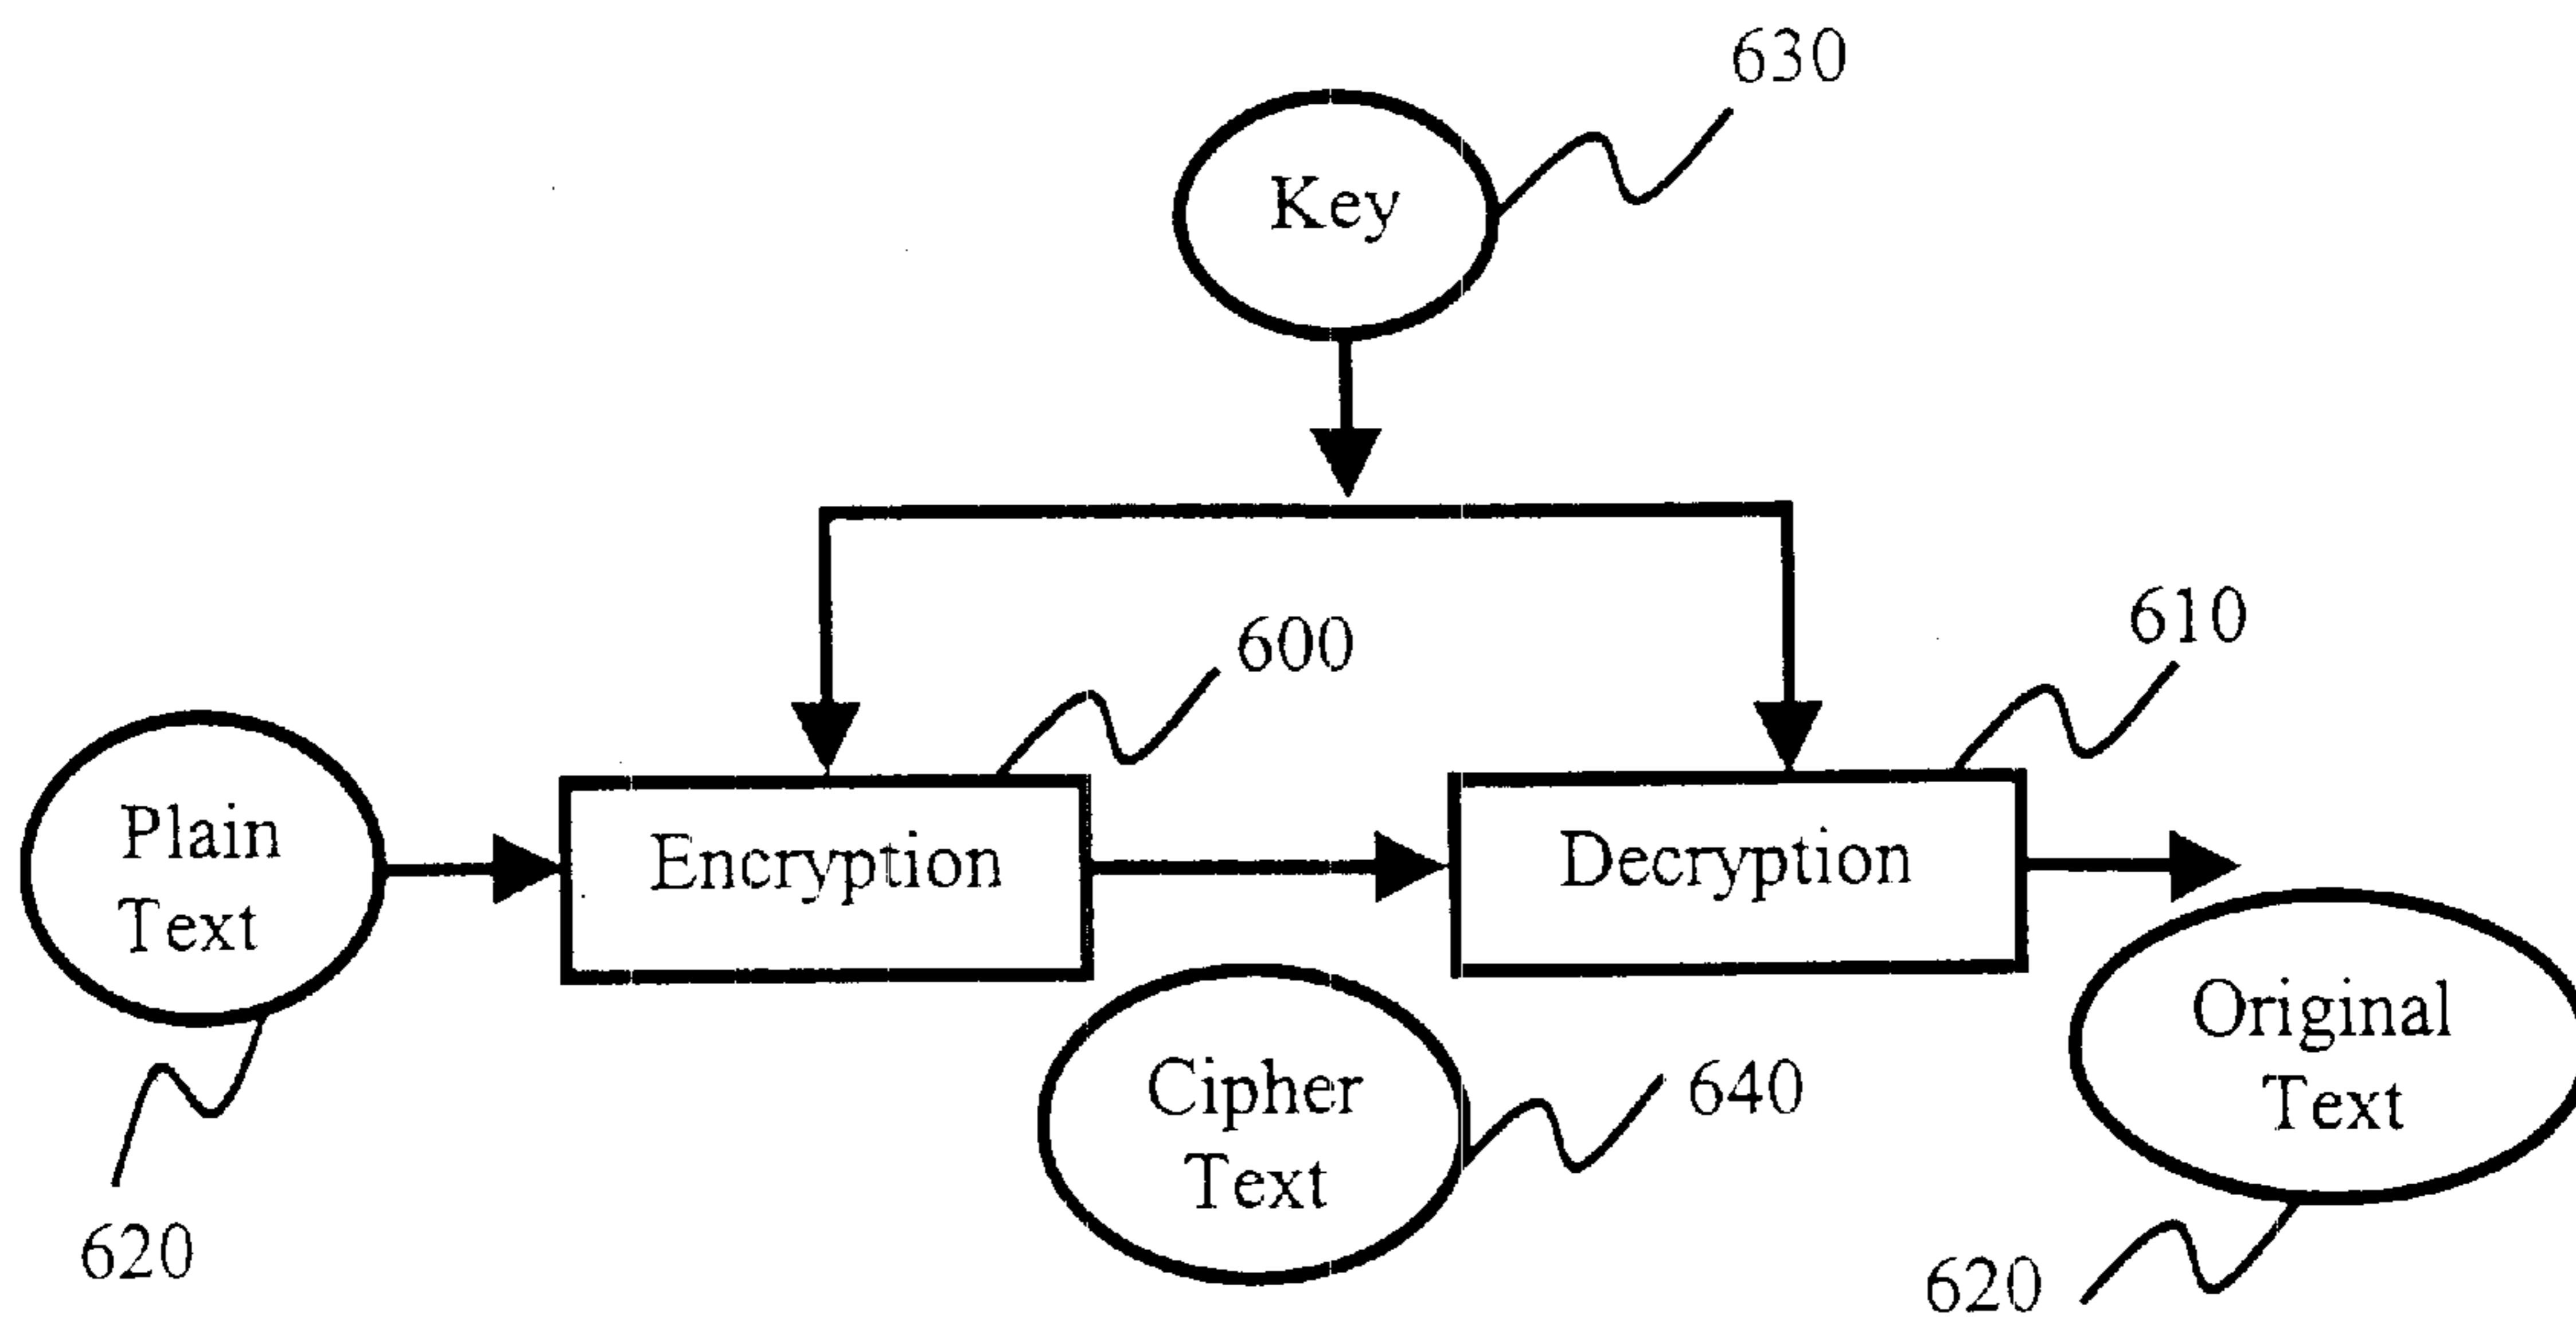 630
Key
600
610
Plain
Text
Encryption
Decryption
Original
Text
Cipher
Text
640
620
620